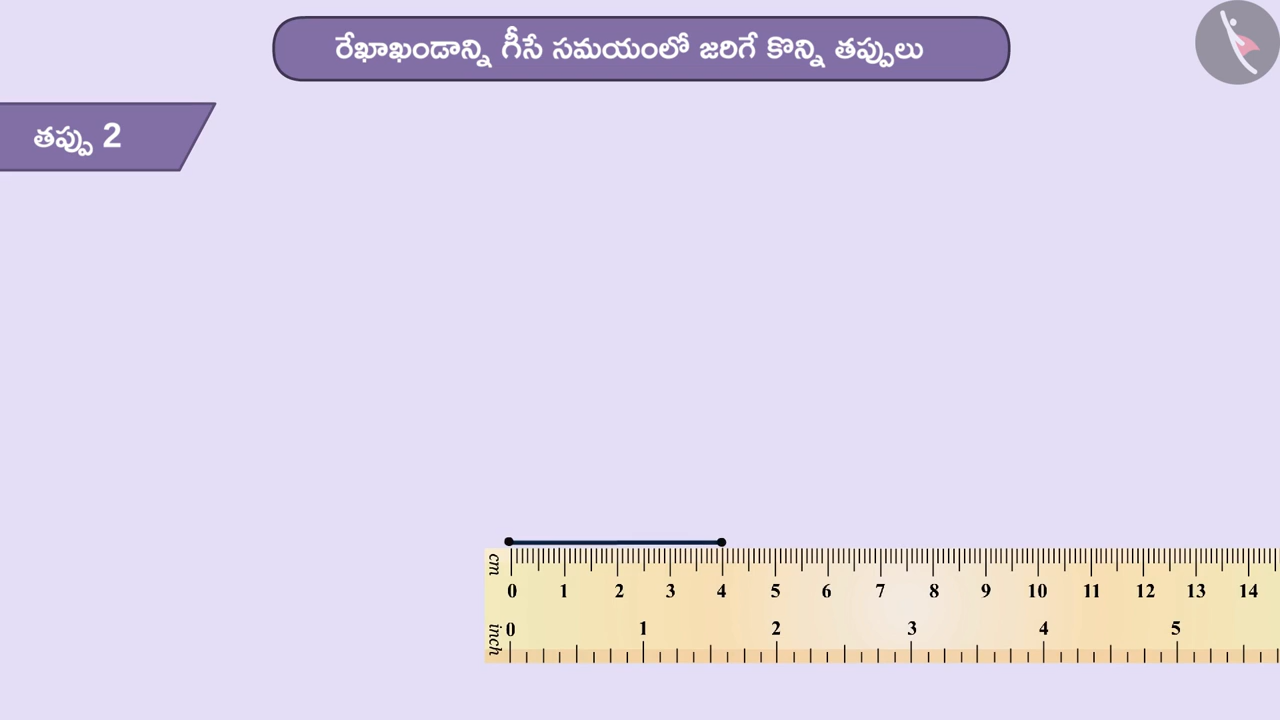 రేఖాఖండాన్ని గీసే సమయంలో జరిగే కొన్ని తప్పులు
తప్పు 2
cm
0 1 2 3 4 5 6 7 8 9 10 11 12 13 14
inch
0 1 2 3 4 5